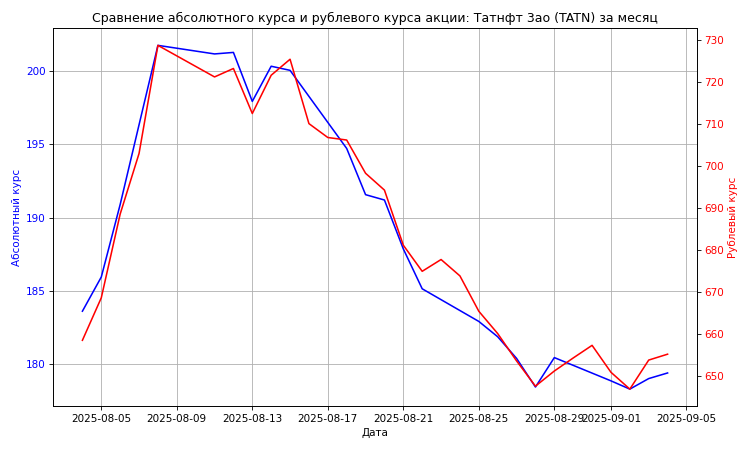 Сравнение абсолютного курса и рублевого курса акции: Татнфт 3ао (TATN) за месяц
Абсолютный курс
200
195
190
185
180
730
720
710
700
690
680
670
660
650
Рублевый курс
2025-08-05 2025-08-09 2025-08-13 2025-08-17 2025-08-21 2025-08-25 2025-08-29 2025-09-01 2025-09-05
Дата